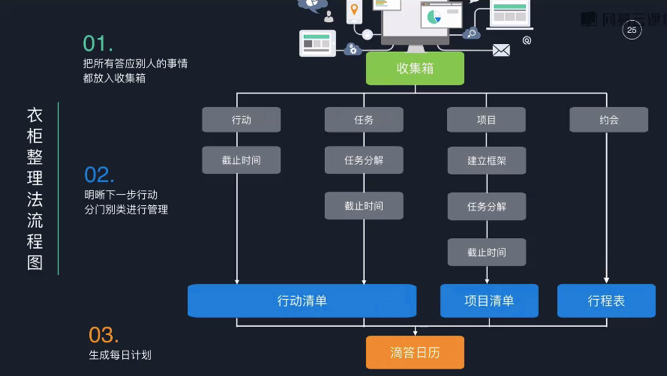 25
01.
把所有答应别人的事情
都放入收集箱
收集箱
行动
任务
项目
约会
截止时间
任务分解
建立框架
截止时间
任务分解
截止时间
衣柜整理法流程图
02.
明晰下一步行动
分门别类进行管理
行动清单
项目清单
行程表
03.
生成每日计划
滴答日历